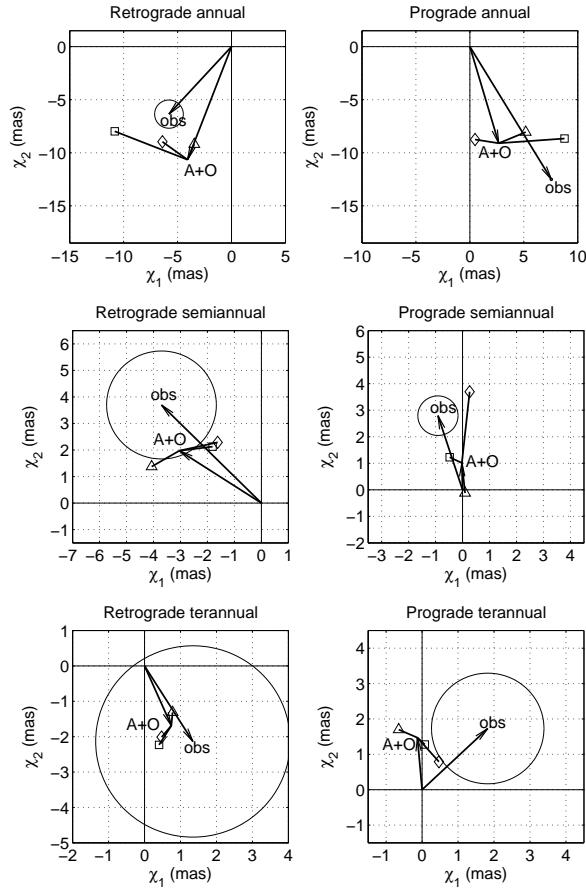 Retrograde annual
0
−5
−10
−15
χ2 (mas)
obs
A+O
−15 −10 −5 0 5
χ1 (mas)
Prograde annual
0
−5
−10
−15
χ2 (mas)
A+O
obs
−10 −5 0 5 10
χ1 (mas)
Retrograde semiannual
6
5
4
3
2
1
0
−1
χ2 (mas)
obs
A+O
−7 −6 −5 −4 −3 −2 −1 0 1
χ1 (mas)
Prograde semiannual
6
5
4
3
2
1
0
−1
−2
χ2 (mas)
obs
A+O
−3 −2 −1 0 1 2 3 4
χ1 (mas)
Retrograde terannual
1
0
−1
−2
−3
−4
−5
χ2 (mas)
A+O
obs
−2 −1 0 1 2 3 4
χ1 (mas)
Prograde terannual
4
3
2
1
0
−1
χ2 (mas)
obs
A+O
−1 0 1 2 3 4
χ1 (mas)